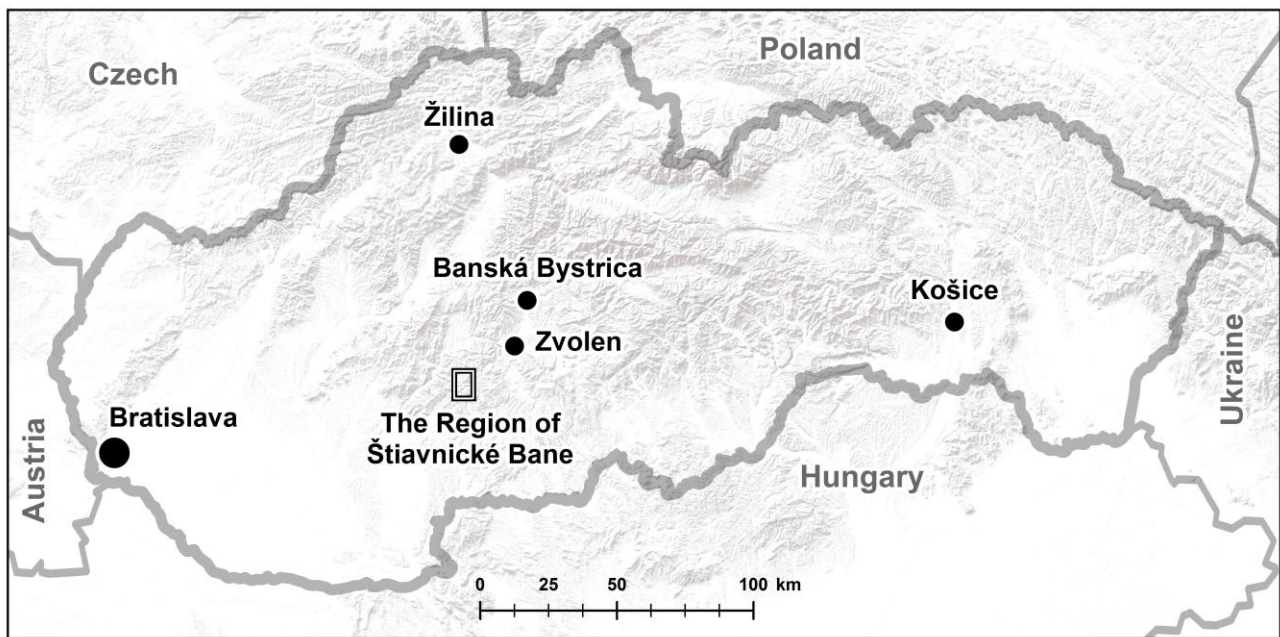 Czech
Poland
Žilina
Banská Bystrica
Košice
Zvolen
Ukraine
The Region of
Štiavnické Bane
Bratislava
Austria
Hungary
0 25 50 100 km